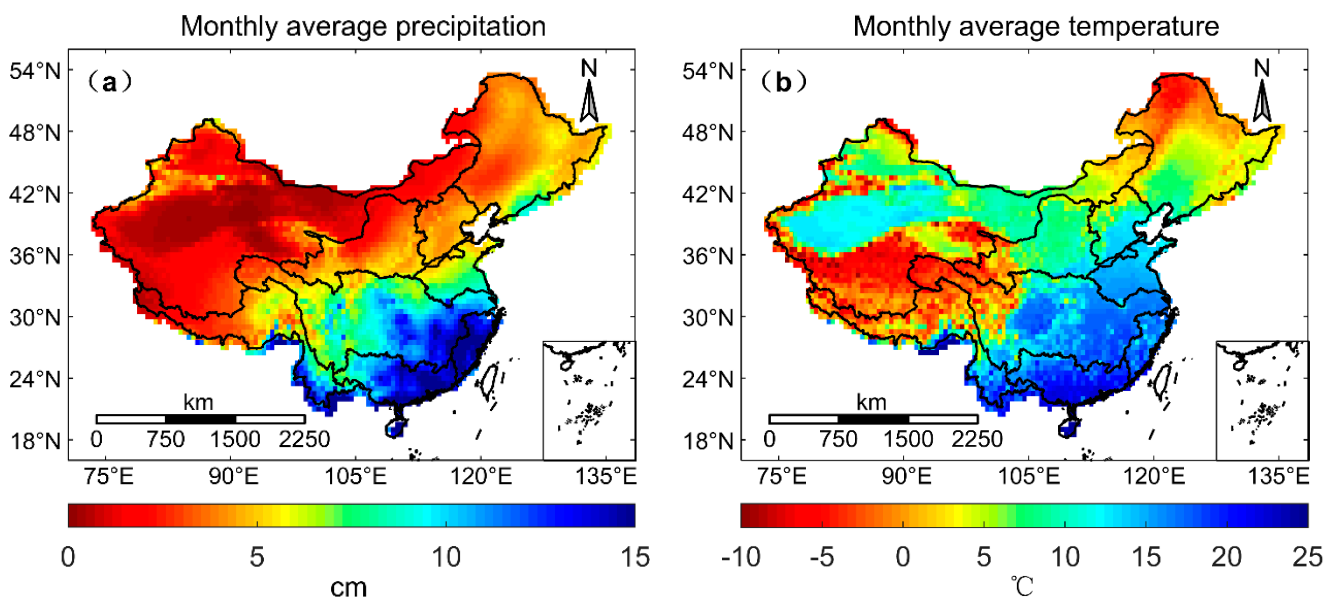 Monthly average precipitation
54°N
48°N
42°N
36°N
30°N
24°N
18°N
（a）
N
km
0 750 1500 2250
75°E 90°E 105°E 120°E 135°E
0 5 10 15
cm
Monthly average temperature
54°N
48°N
42°N
36°N
30°N
24°N
18°N
（b）
N
km
0 750 1500 2250
75°E 90°E 105°E 120°E 135°E
-10 -5 0 5 10 15 20 25
℃